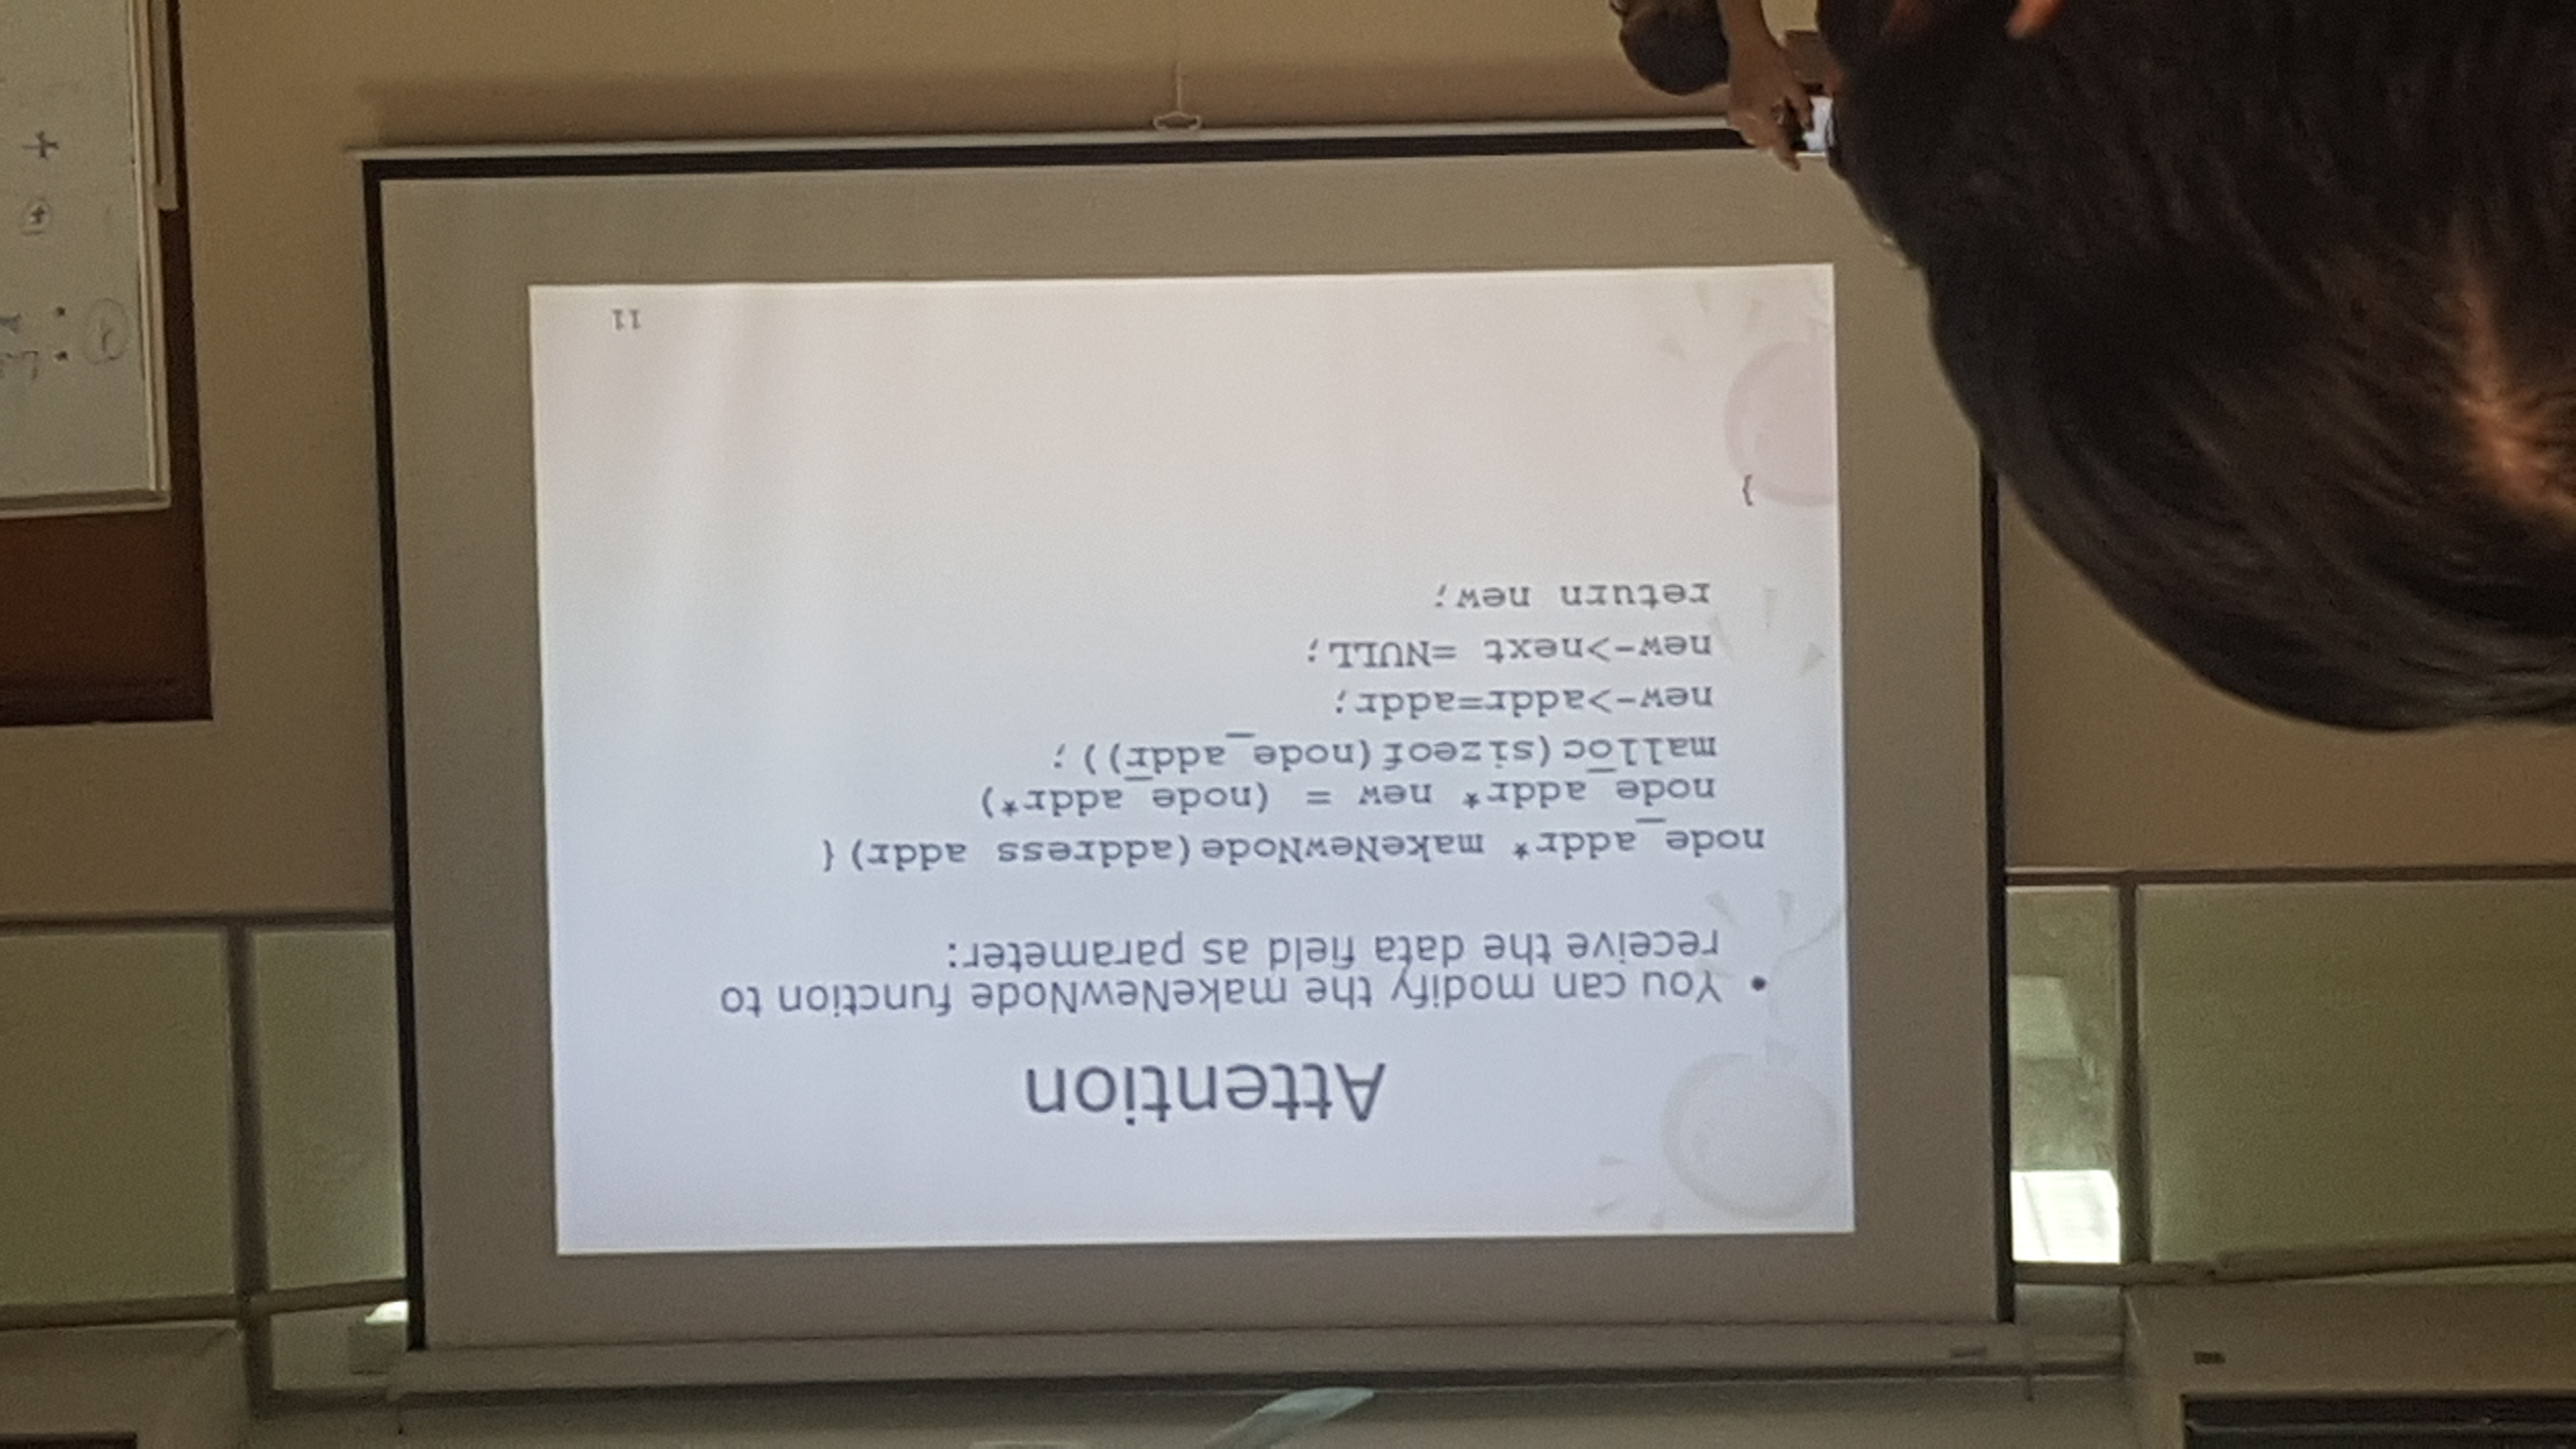 Attention
• You can modify the makeNewNode function to
receive the data field as parameter:
node_addr* makeNewNode(address addr){
node_addr* new = (node_addr*)
malloc(sizeof(node_addr));
new->addr=addr;
new->next =NULL;
return new;
}
11